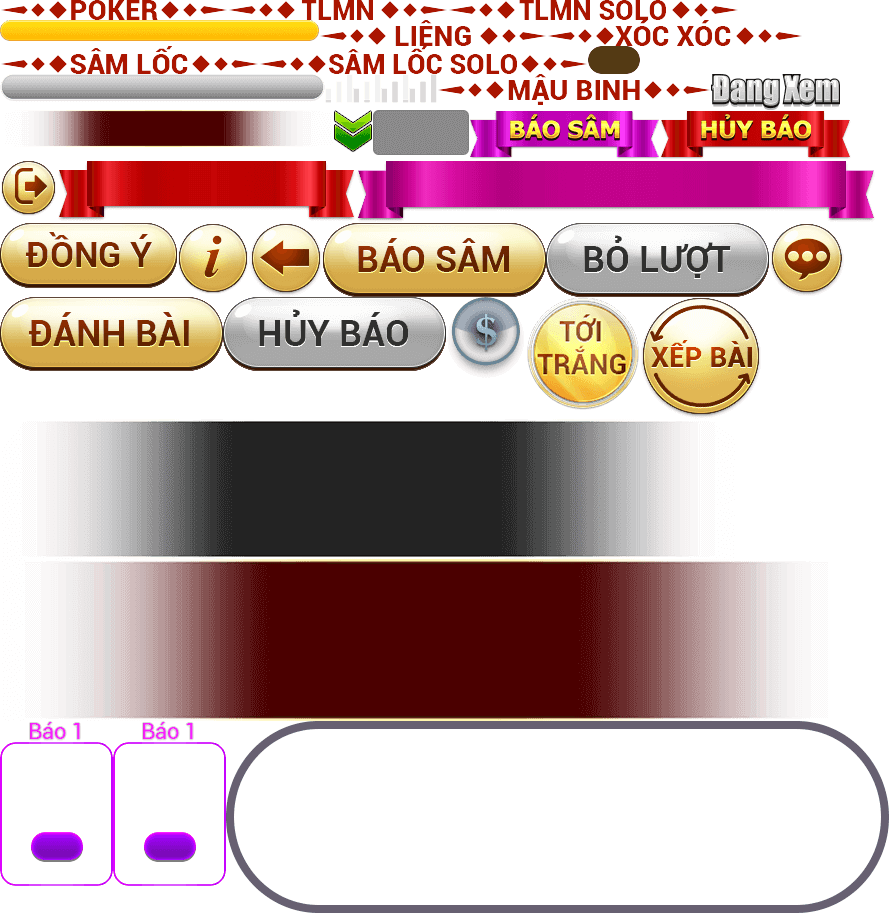 POKER
TLMN
TLMN SOLO
LIÊNG
XÓC XÓC
SÂM LỐC
SÂM LỐC SOLO
MẬU BINH
Đang Xem
BÁO SÂM
HỦY BÁO
ĐỒNG Ý
i
BÁO SÂM
BỎ LƯỢT
ĐÁNH BÀI
HỦY BÁO
$
TỚI
TRẮNG
XẾP BÀI
Báo 1
Báo 1